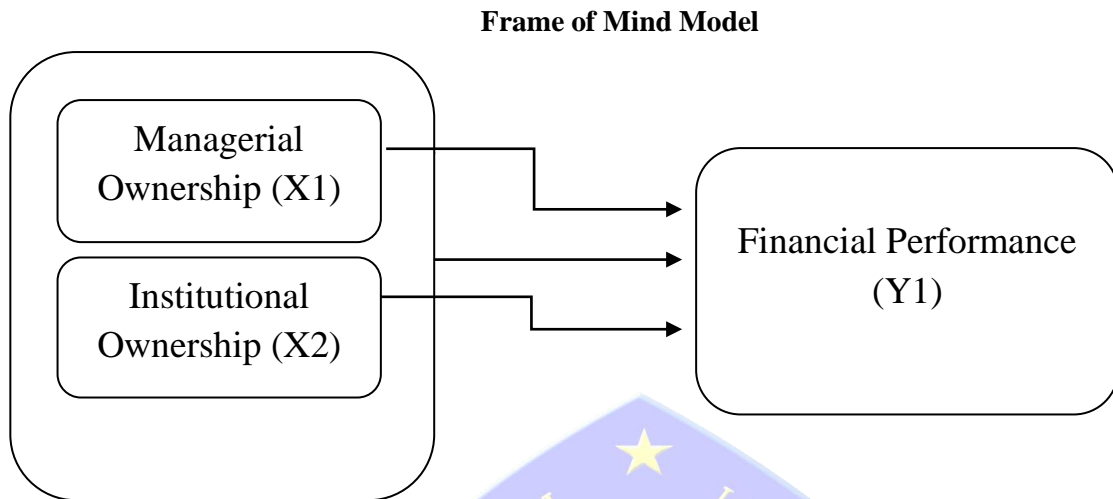 Frame of Mind Model
Managerial
Ownership (X1)
Institutional
Ownership (X2)
Financial Performance
(Y1)